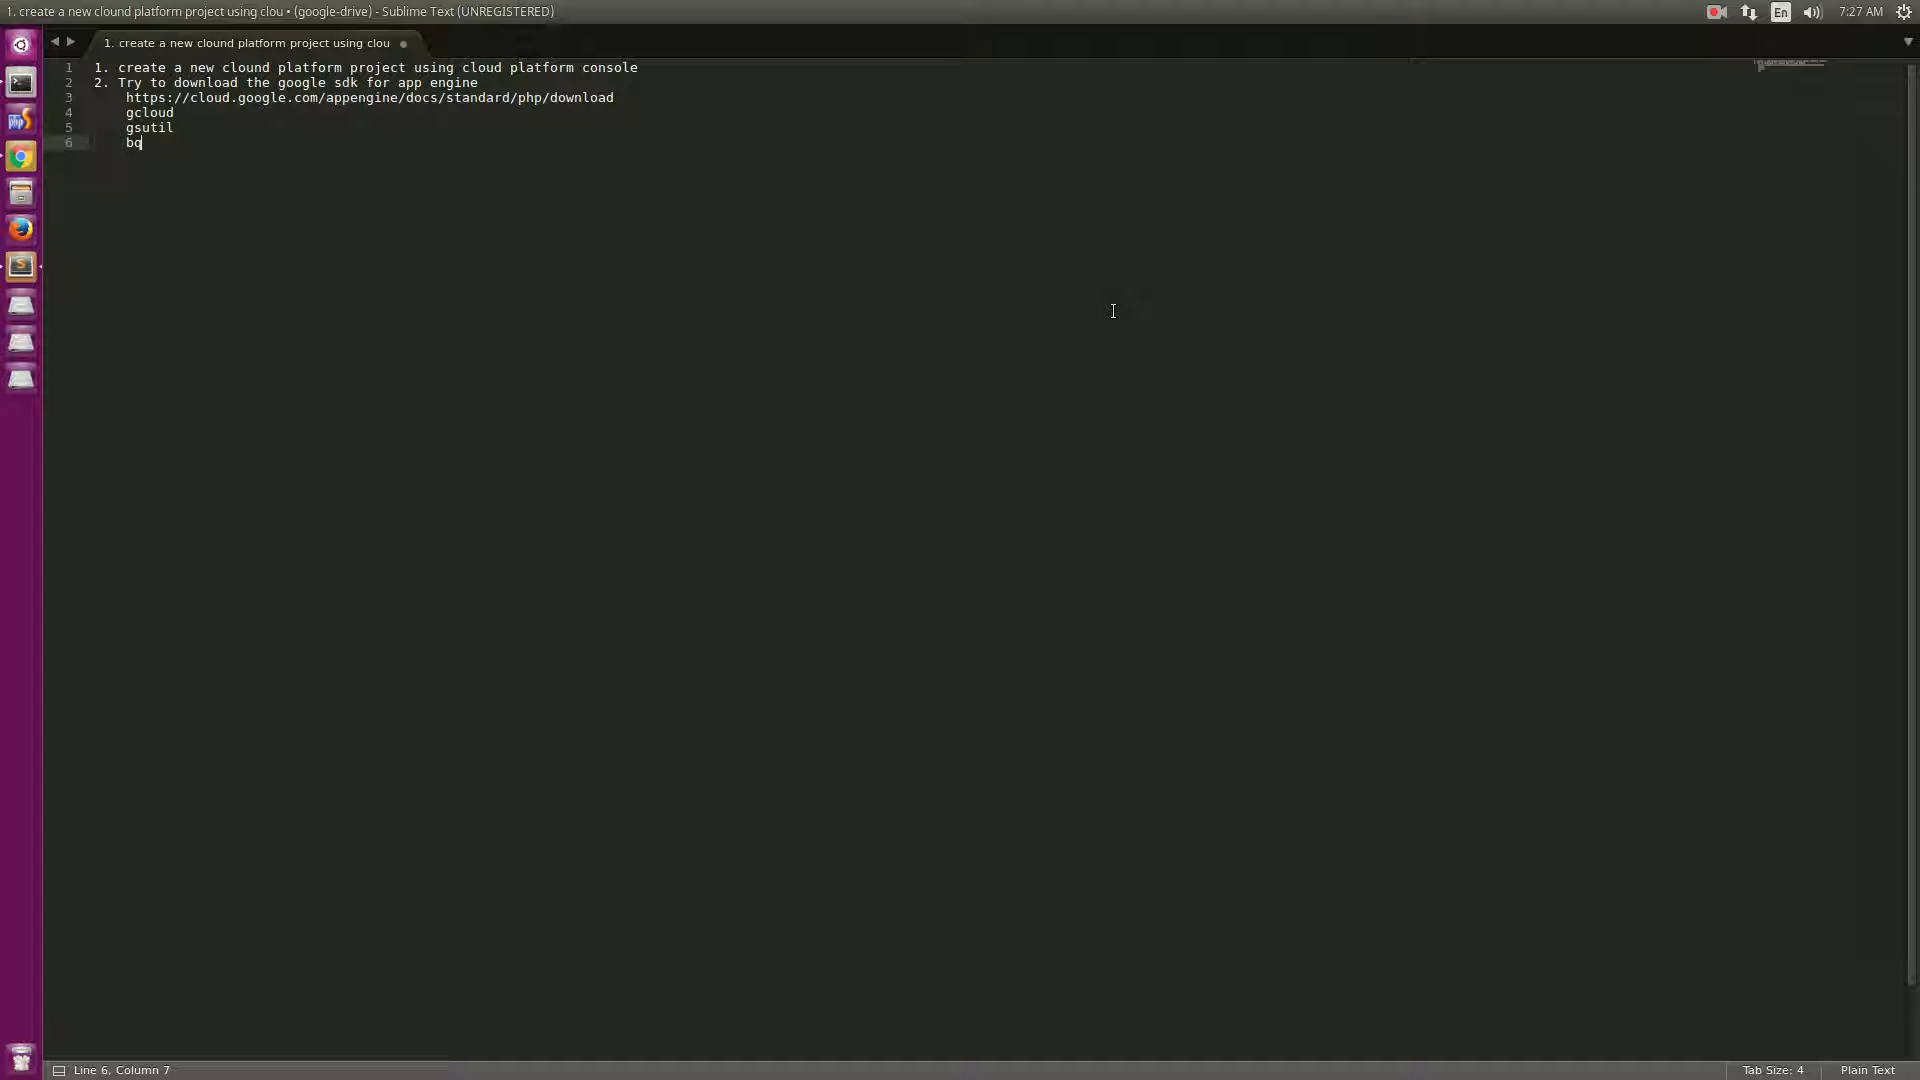 1. create a new clound platform project using clou • (google-drive) - Sublime Text (UNREGISTERED)
En
7:27 AM
1. create a new clound platform project using clou
1 1. create a new clound platform project using cloud platform console
2 2. Try to download the google sdk for app engine
3 https://cloud.google.com/appengine/docs/standard/php/download
4 gcloud
5 gsutil
6 bq
php
S
Line 6, Column 7
Tab Size: 4
Plain Text